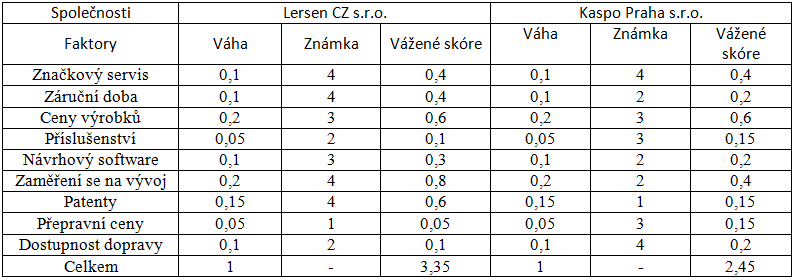 Společnosti Lersen CZ s.r.o. Kaspo Praha s.r.o.
Faktory Váha Známka Vážené skóre Váha Známka Vážené
skóre
Značkový servis 0,1 4 0,4 0,1 4 0,4
Záruční doba 0,1 4 0,4 0,1 2 0,2
Ceny výrobků 0,2 3 0,6 0,2 3 0,6
Příslušenství 0,05 2 0,1 0,05 3 0,15
Návrhový software 0,1 3 0,3 0,1 2 0,2
Zaměření se na vývoj 0,2 4 0,8 0,2 2 0,4
Patenty 0,15 4 0,6 0,15 1 0,15
Přepravní ceny 0,05 1 0,05 0,05 3 0,15
Dostupnost dopravy 0,1 2 0,1 0,1 4 0,2
Celkem 1 - 3,35 1 - 2,45